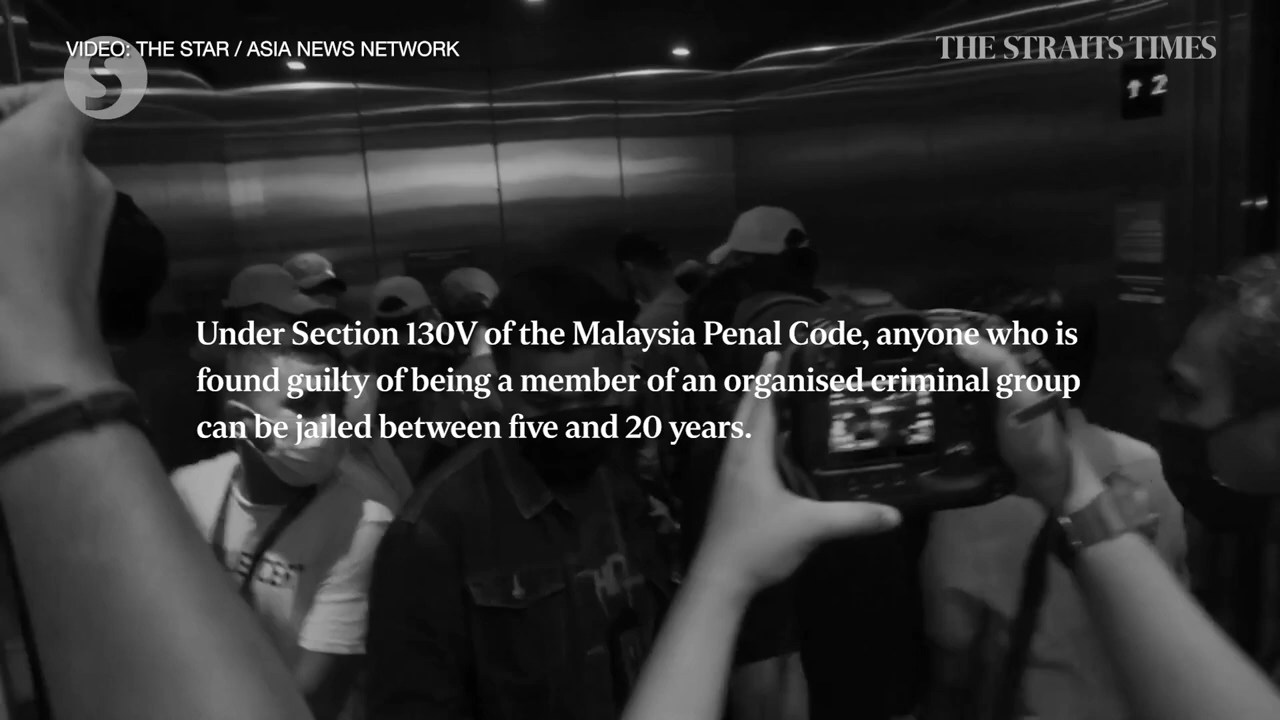 VIDEO: THE STAR / ASIA NEWS NETWORK
THE STRAITS TIMES
S
↑ 2
Under Section 130V of the Malaysia Penal Code, anyone who is
found guilty of being a member of an organised criminal group
can be jailed between five and 20 years.